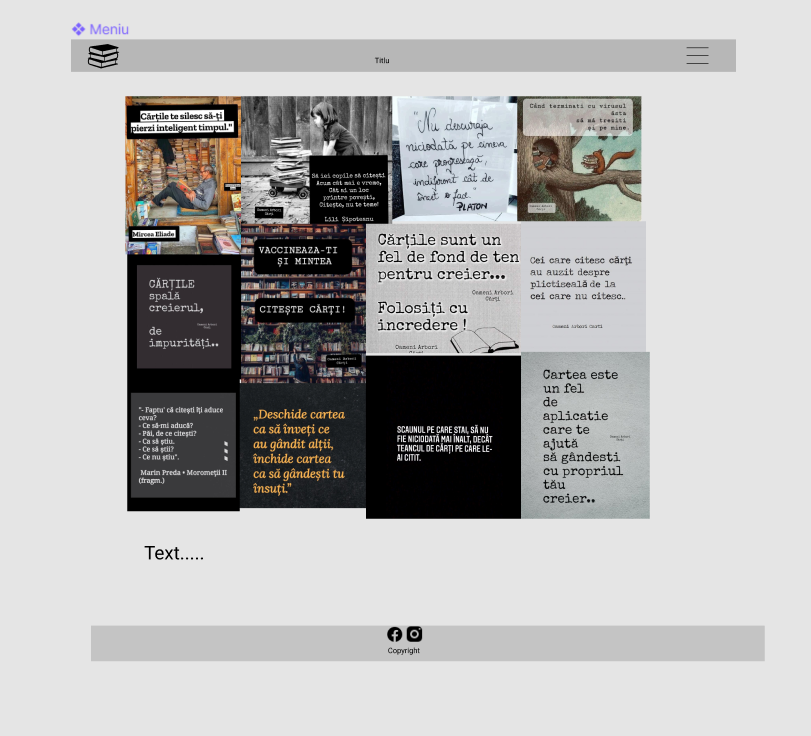 Meniu
Titlu
Cărțile te silesc să-ți
pierzi inteligent timpul."
Mircea Eliade
Să iei copile să citești
Acum cât mai e vreme,
Cât ai un loc
printre povești,
Citește, nu te teme!
Lili Șipoteanu
Oameni Arbori
Cărți
"Nu descuraja
niciodată pe cineva
care progresează,
indiferent cât de
încet o face"
PLATON
Când terminați cu virusul
ăsta
să mă treziți
și pe mine
CĂRȚILE
spală
creierul,
de
impurități..
VACCINEAZA-TI
ȘI MINTEA
CITEȘTE CĂRȚI!
Oameni Arbori
Cărți
Cărțile sunt un
fel de fond de ten
pentru creier...
Oameni Arbori
Cărți
Folosiți cu
incredere !
Oameni Arbori
Cărți
Cei care citesc cărți
au auzit despre
plictiseală de la
cei care nu citesc..
Oameni Arbori Cărți
"- Faptu' că citești îți aduce
ceva?
- Ce să-mi aducă?
- Păi, de ce citești?
- Ca să știu.
- Ce să știi?
- Ce nu știu".
Marin Preda • Moromeții II
(fragm.)
„Deschide cartea
ca să înveți ce
au gândit alții,
închide cartea
ca să gândești tu
însuți.”
SCAUNUL PE CARE STAI, SĂ NU
FIE NICIODATĂ MAI ÎNALT, DECÂT
TEANCUL DE CĂRȚI PE CARE LE-
AI CITIT.
Cartea este
un fel
de
aplicatie
care te
ajută
să gândesti
cu propriul
tău
creier..
Text.....
Copyright